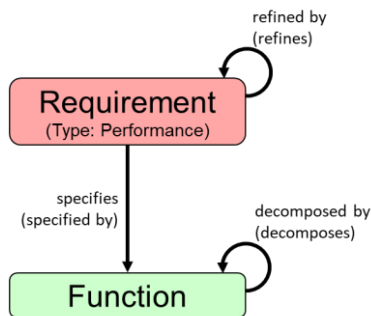 refined by
(refines)
Requirement
(Type: Performance)
specifies
(specified by)
decomposed by
(decomposes)
Function